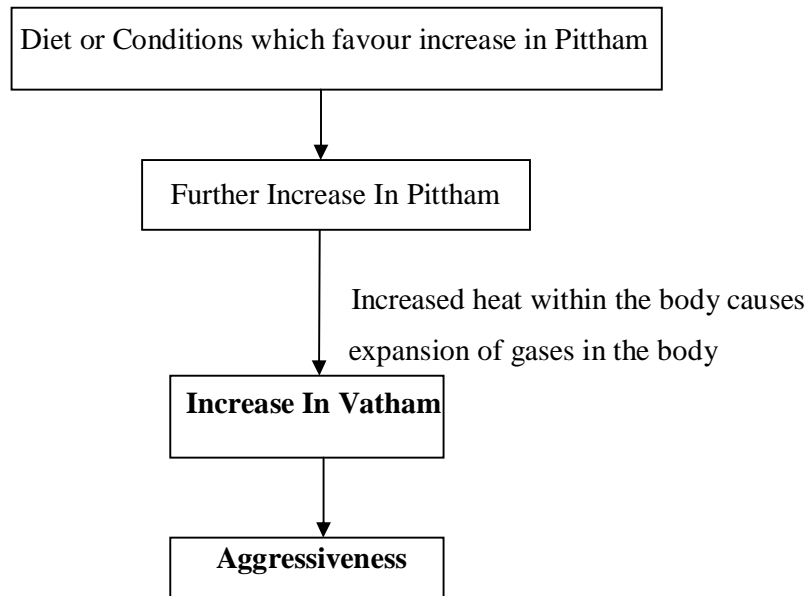 Diet or Conditions which favour increase in Pittham
Further Increase In Pittham
Increased heat within the body causes
expansion of gases in the body
Increase In Vatham
Aggressiveness